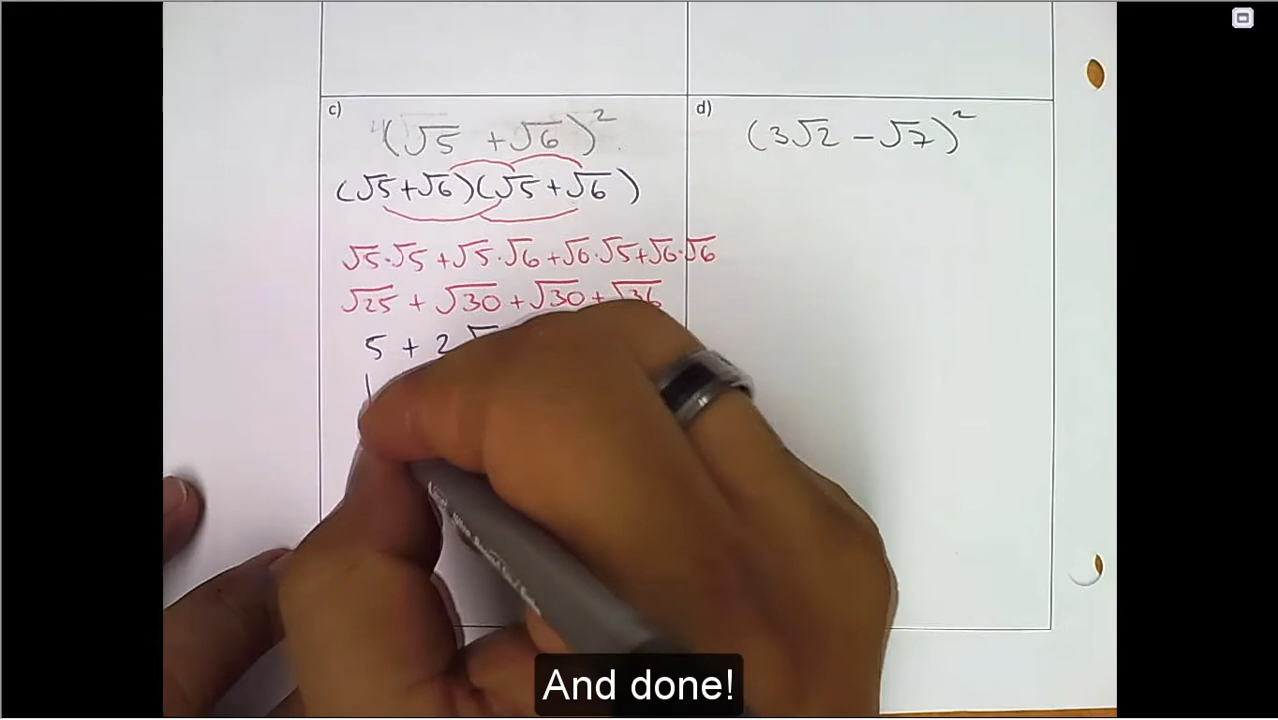 c)
(√5 + √6)²
(√5+√6)(√5+√6)
√5·√5+√5·√6+√6·√5+√6·√6
√25 + √30 + √30 + √36
5 + 2√
d)
(3√2 - √7)²
And done!